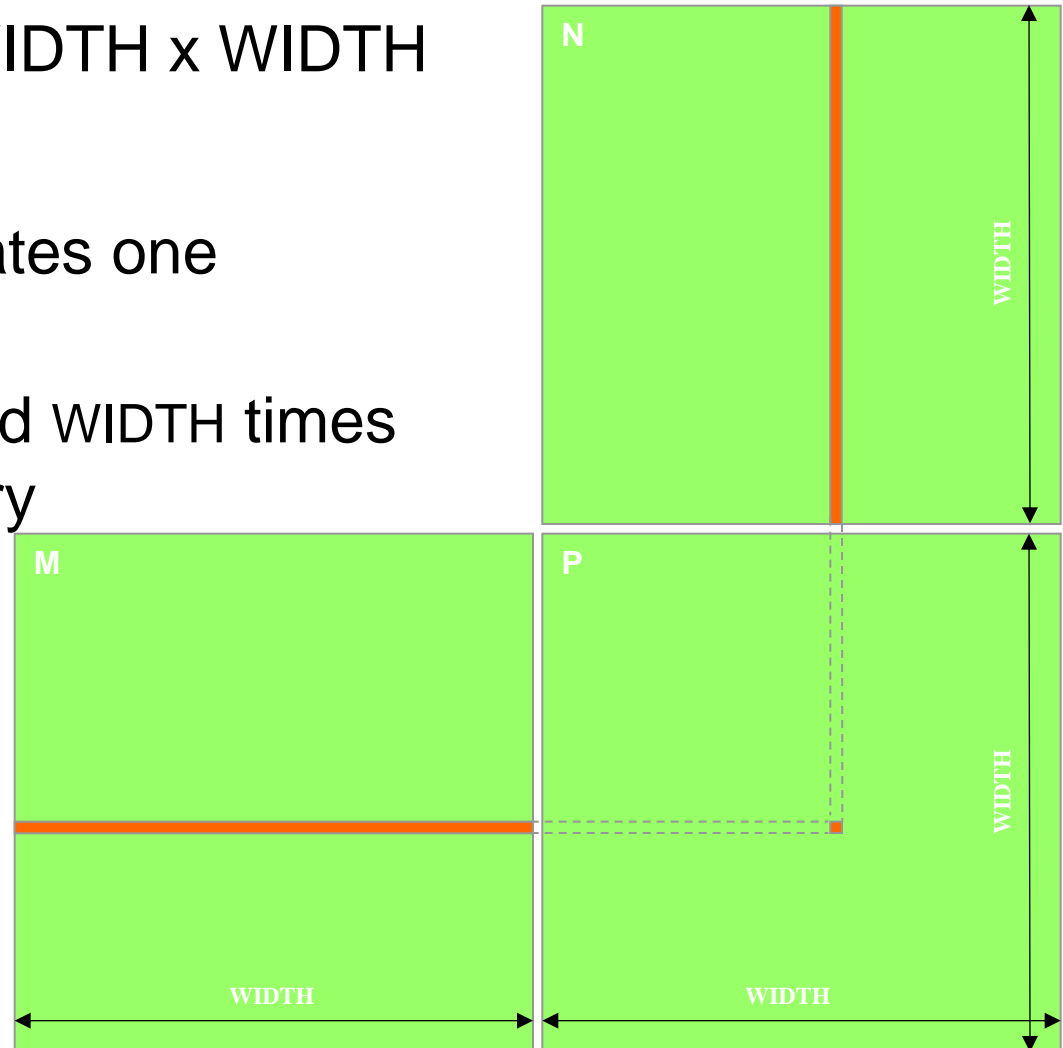 IDTH x WIDTH
ates one
d WIDTH times
ry
N
WIDTH
M
WIDTH
P
WIDTH
WIDTH